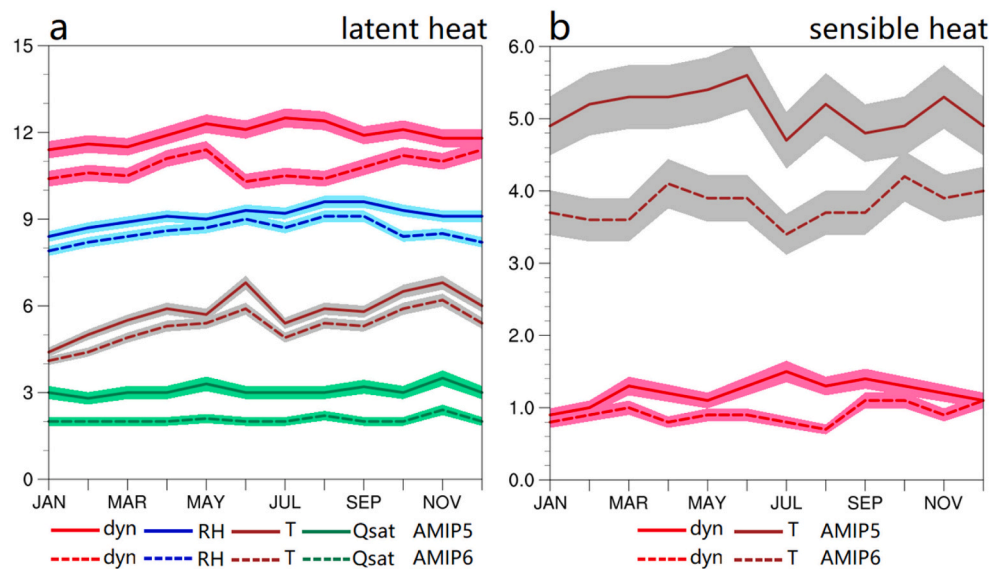 a latent heat
15
12
9
6
3
0
JAN MAR MAY JUL SEP NOV
dyn RH T Qsat AMIP5
dyn RH T Qsat AMIP6
b sensible heat
6.0
5.0
4.0
3.0
2.0
1.0
0.0
JAN MAR MAY JUL SEP NOV
dyn T AMIP5
dyn T AMIP6